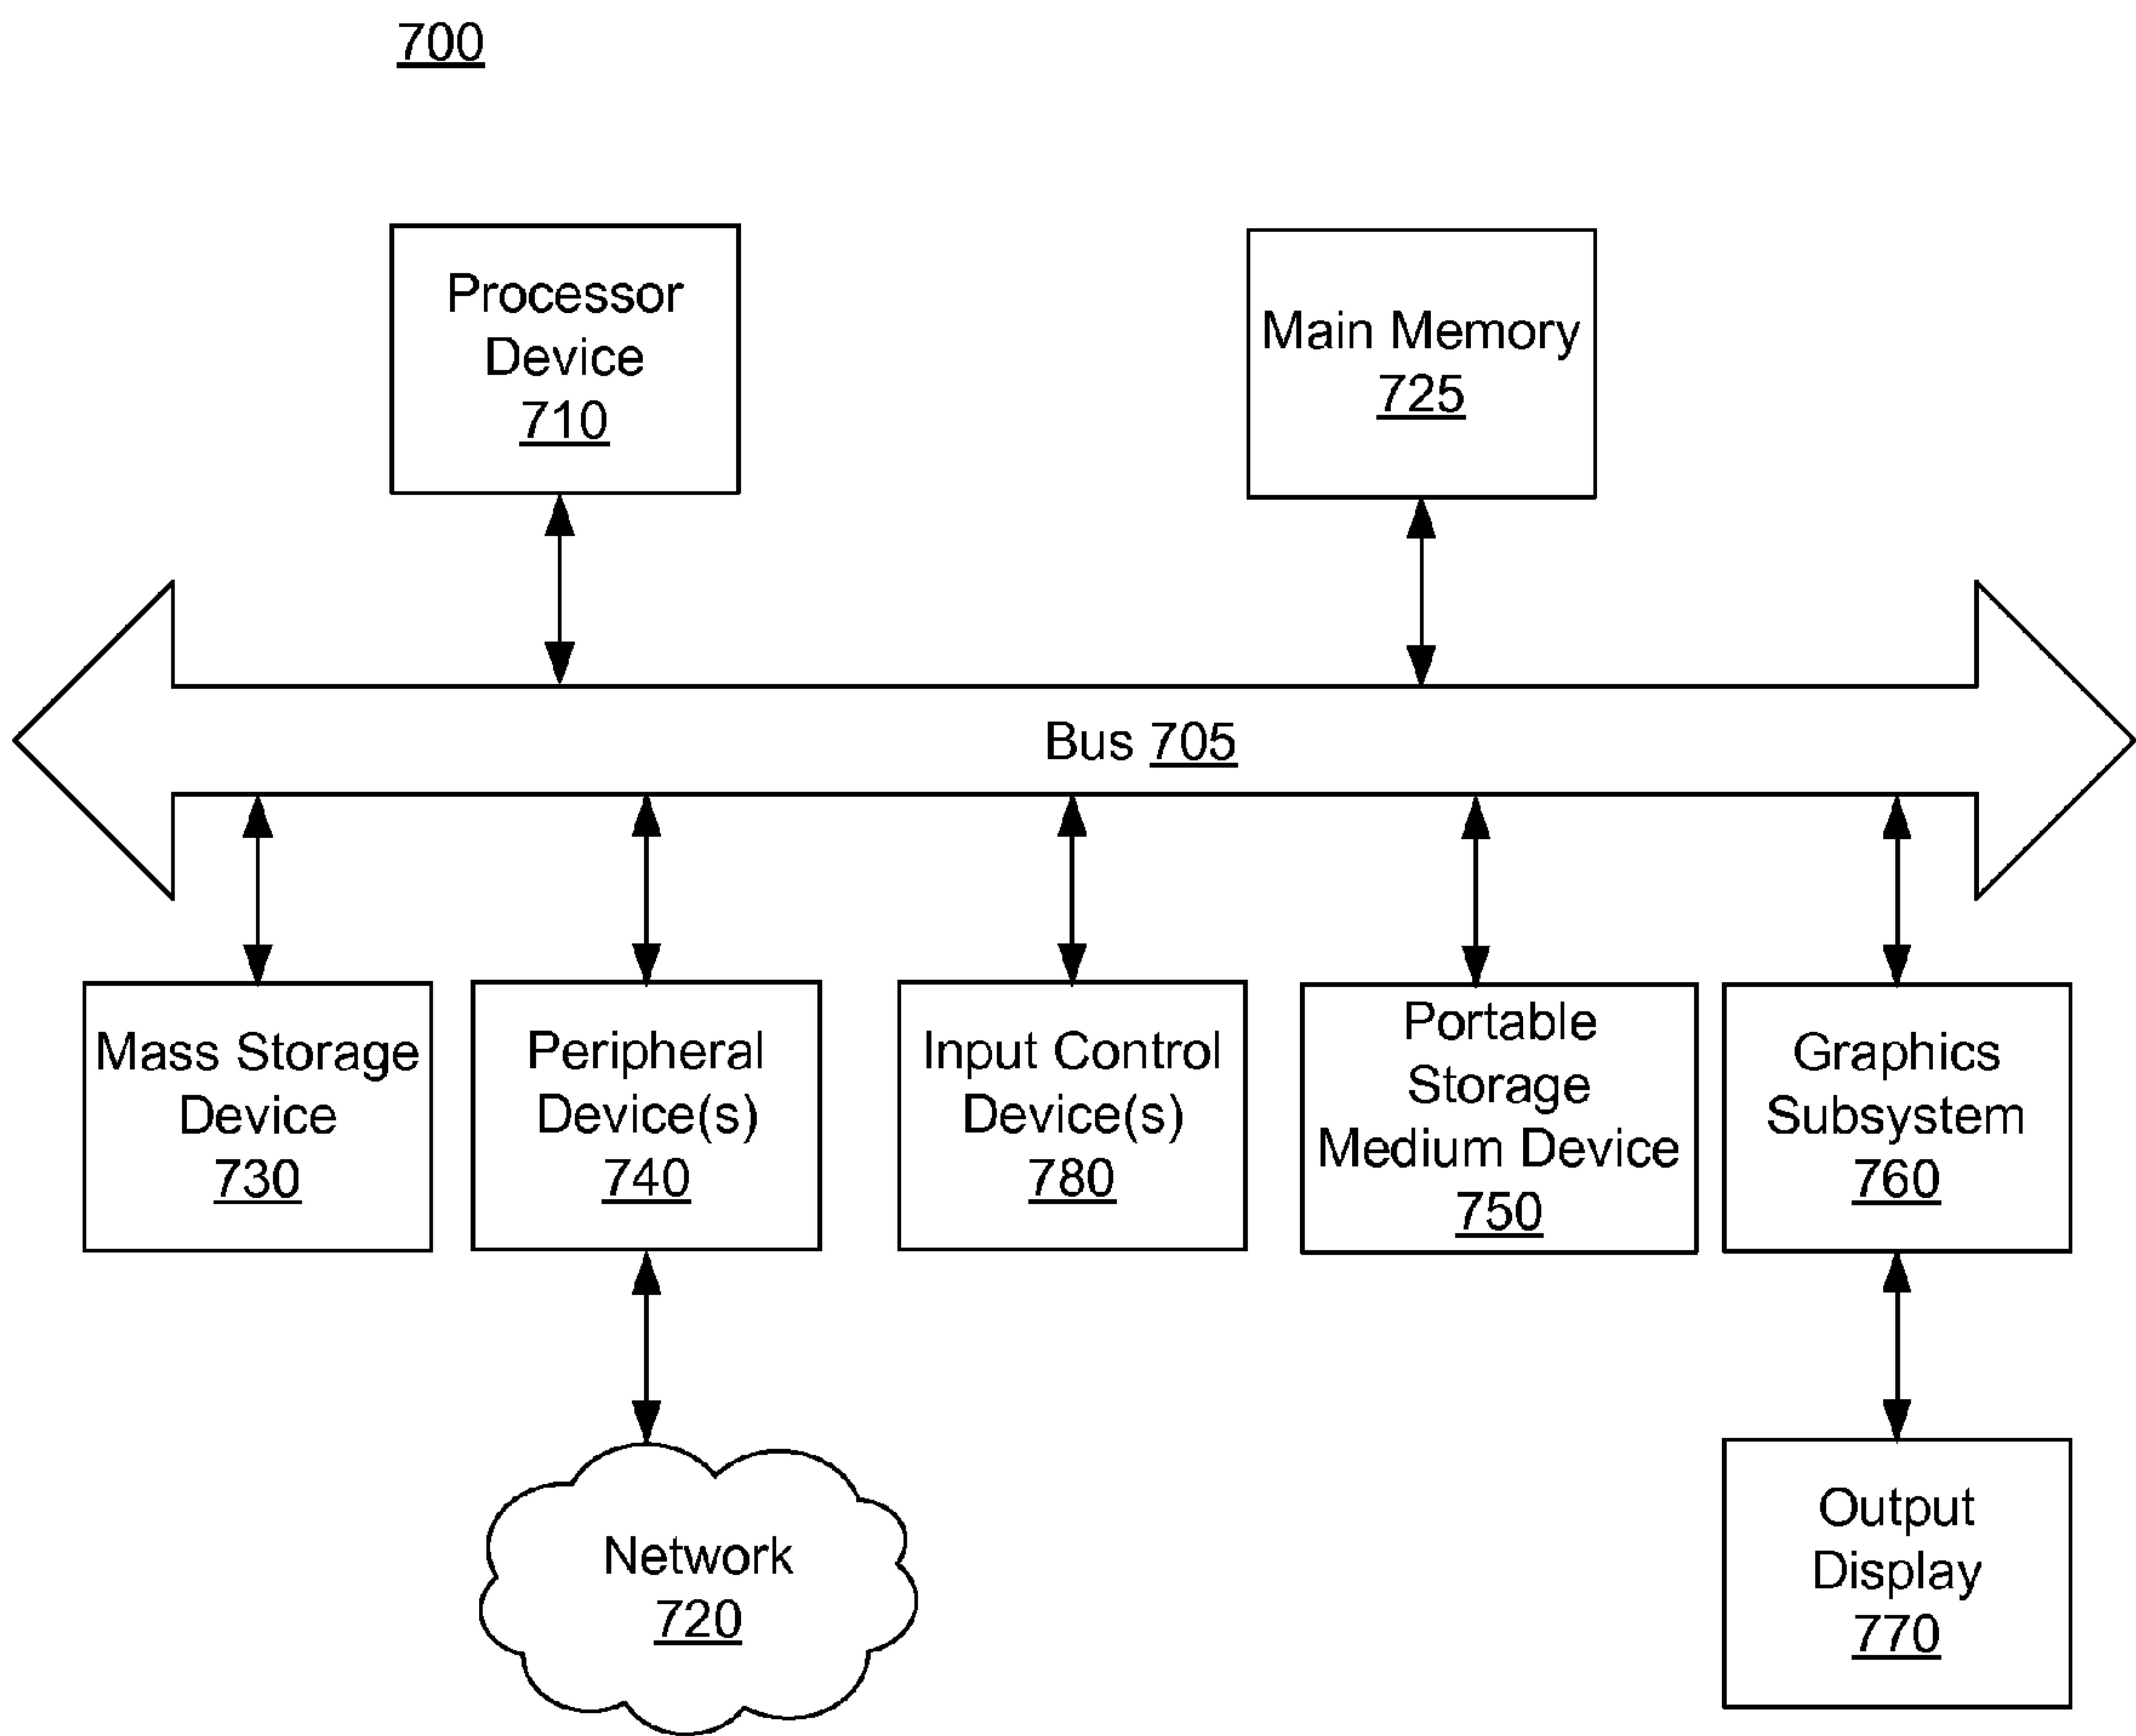 700
Processor
Device
710
Main Memory
725
Bus 705
Mass Storage
Device
730
Peripheral
Device(s)
740
Input Control
Device(s)
780
Portable
Storage
Medium Device
750
Graphics
Subsystem
760
Network
720
Output
Display
770